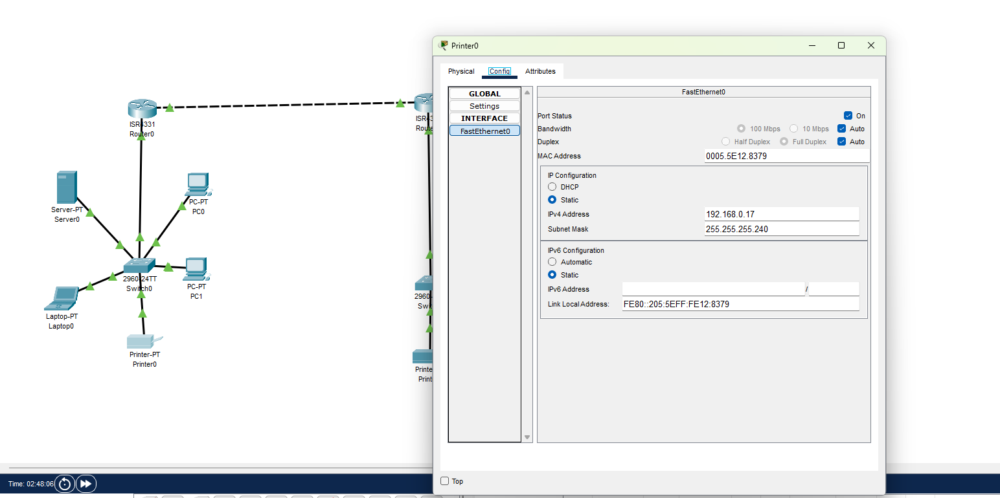 Printer0
Physical Config Attributes
GLOBAL
Settings
INTERFACE
FastEthernet0
FastEthernet0
Port Status On
Bandwidth 100 Mbps 10 Mbps Auto
Duplex Half Duplex Full Duplex Auto
MAC Address 0005.5E12.8379
IP Configuration
DHCP
Static
IPv4 Address 192.168.0.17
Subnet Mask 255.255.255.240
IPv6 Configuration
Automatic
Static
IPv6 Address /
Link Local Address: FE80::205:5EFF:FE12:8379
Top
ISR4331
Router0
ISR4
Route
Server-PT
Server0
PC-PT
PC0
2960-24TT
Switch0
PC-PT
PC1
2960-
Sw
Laptop-PT
Laptop0
Printer-PT
Printer0
Printe
Print
Time: 02:48:06